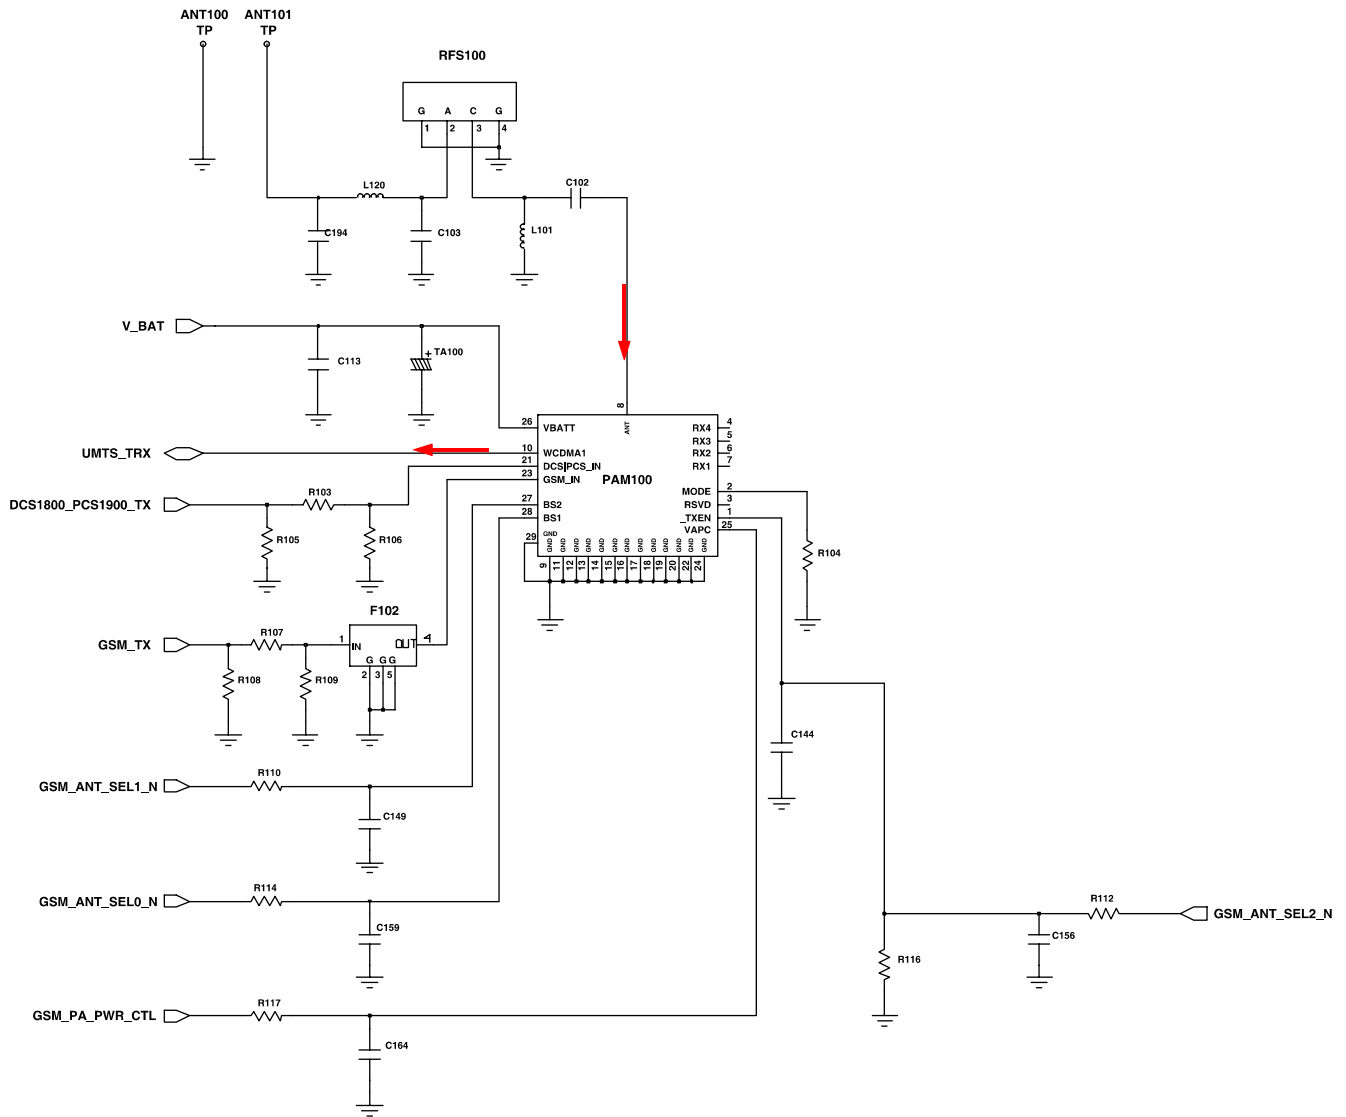 ANT100 ANT101
TP TP
RFS100
G A C G
1 2 3 4
L120
C102
C194
C103
L101
V_BAT
C113
+ TA100
8
ANT
26 VBATT RX4 4
RX3 5
UMTS_TRX
10 WCDMA1 RX2 6
21 DCS|PCS_IN RX1 7
23 GSM_IN PAM100
MODE 2
DCS1800_PCS1900_TX
R103
27 BS2 RSVD 3
28 BS1 _TXEN 1
VAPC 25
R105
R106
29 GND
GND GND GND GND GND GND GND GND GND GND GND GND GND
9 11 12 13 14 15 16 17 18 19 20 22 24
R104
F102
GSM_TX
R107
1 IN OUT 4
G G G
2 3 5
R108
R109
C144
GSM_ANT_SEL1_N
R110
C149
GSM_ANT_SEL0_N
R114
C159
R112
GSM_ANT_SEL2_N
C156
R116
GSM_PA_PWR_CTL
R117
C164